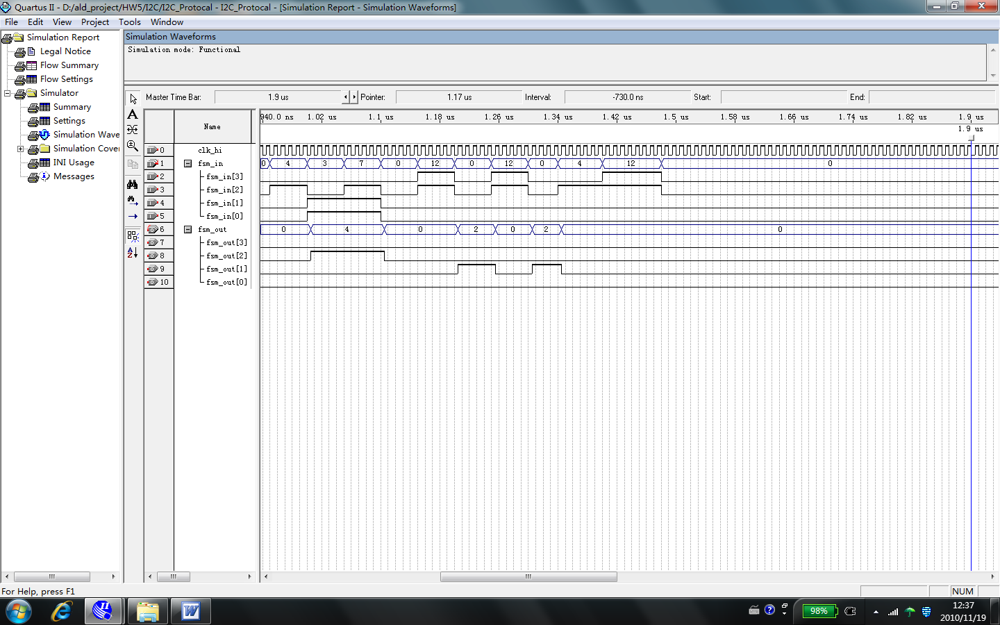 Quartus II - D:/ald_project/HW5/I2C/I2C_Protocal - I2C_Protocal - [Simulation Report - Simulation Waveforms]
File Edit View Project Tools Window
Simulation Report
Legal Notice
Flow Summary
Flow Settings
Simulator
Summary
Settings
Simulation Wave
Simulation Cover
INI Usage
Messages
Simulation Waveforms
Simulation mode: Functional
Master Time Bar: 1.9 us Pointer: 1.17 us Interval: -730.0 ns Start: End:
Name
940.0 ns 1.02 us 1.1 us 1.18 us 1.26 us 1.34 us 1.42 us 1.5 us 1.58 us 1.66 us 1.74 us 1.82 us 1.9 us
1.9 us
0 clk_hi
1 fsm_in 0 4 3 7 0 12 0 12 0 4 12 0
2 fsm_in[3]
3 fsm_in[2]
4 fsm_in[1]
5 fsm_in[0]
6 fsm_out 0 4 0 2 0 2 0
7 fsm_out[3]
8 fsm_out[2]
9 fsm_out[1]
10 fsm_out[0]
For Help, press F1
NUM
98%
12:37
2010/11/19